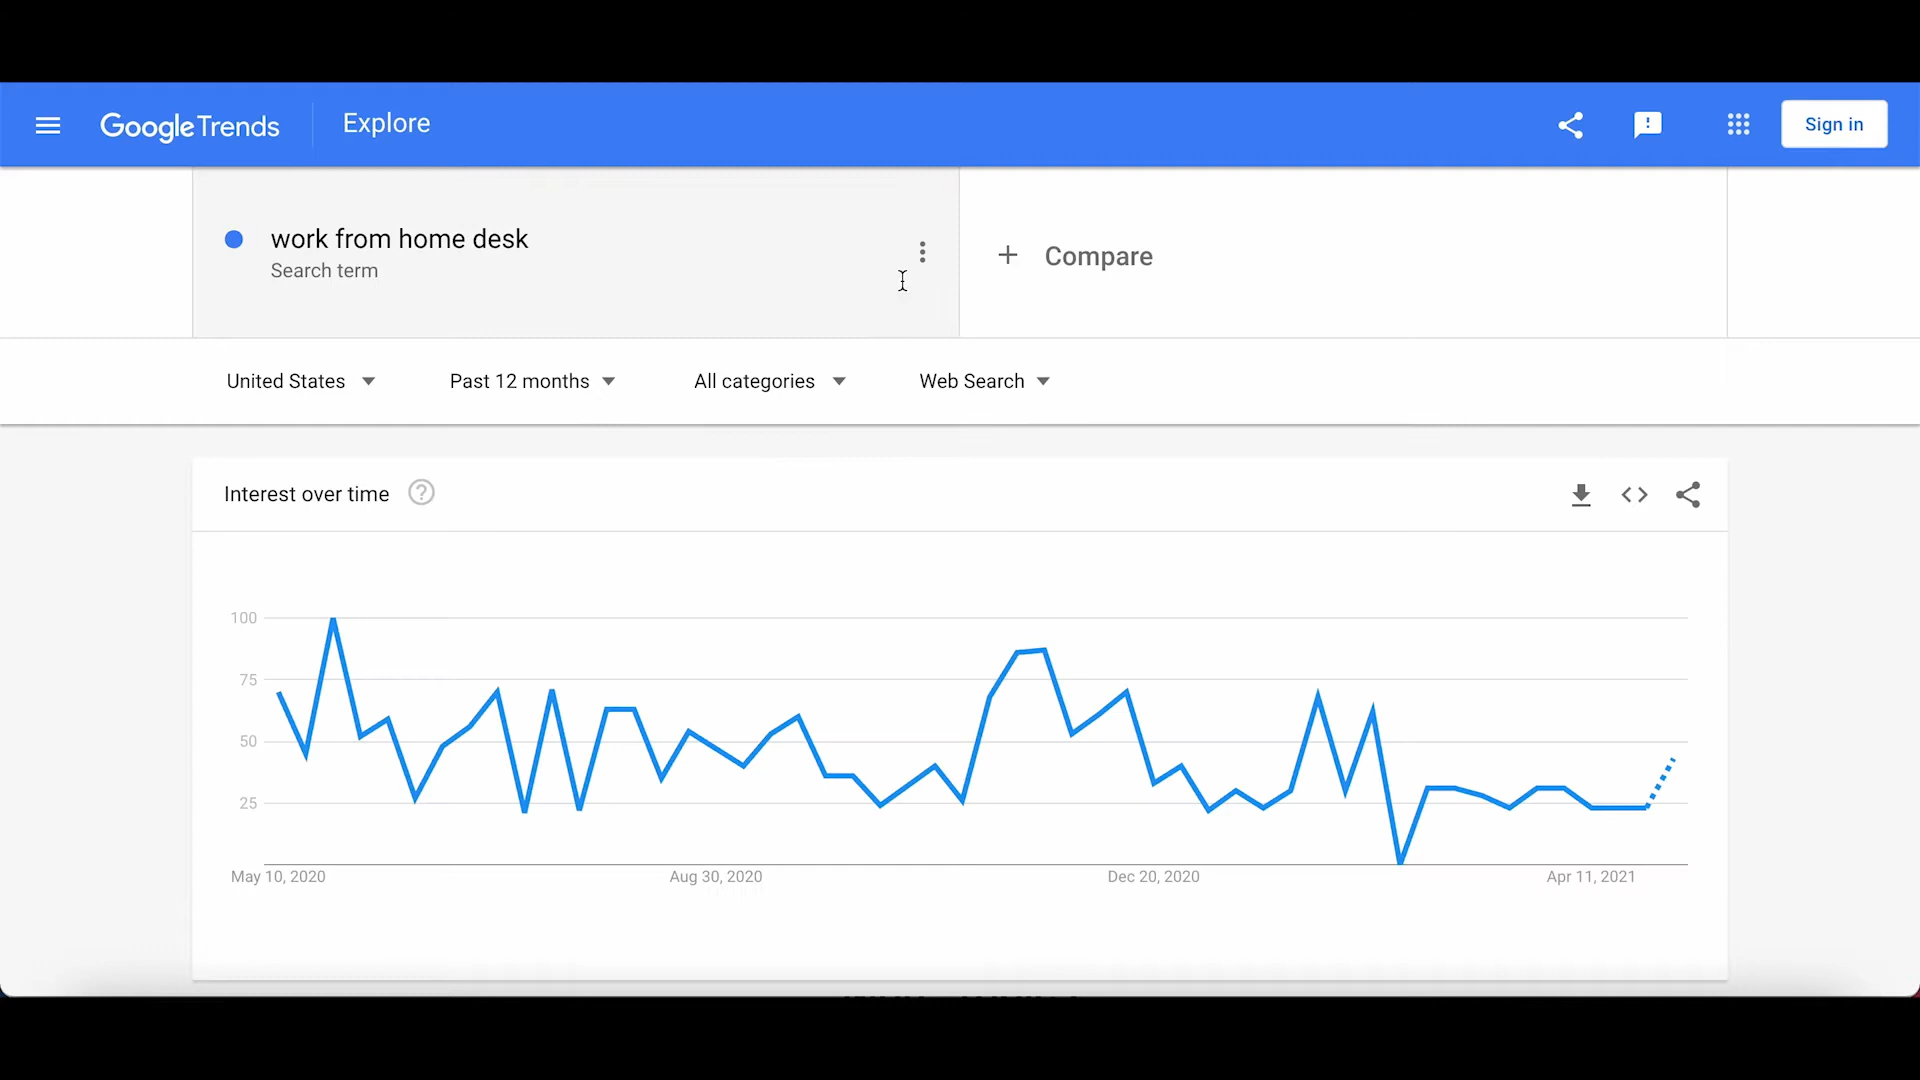 Google Trends Explore Sign in
work from home desk
Search term
+ Compare
United States Past 12 months All categories Web Search
Interest over time
100
75
50
25
May 10, 2020 Aug 30, 2020 Dec 20, 2020 Apr 11, 2021